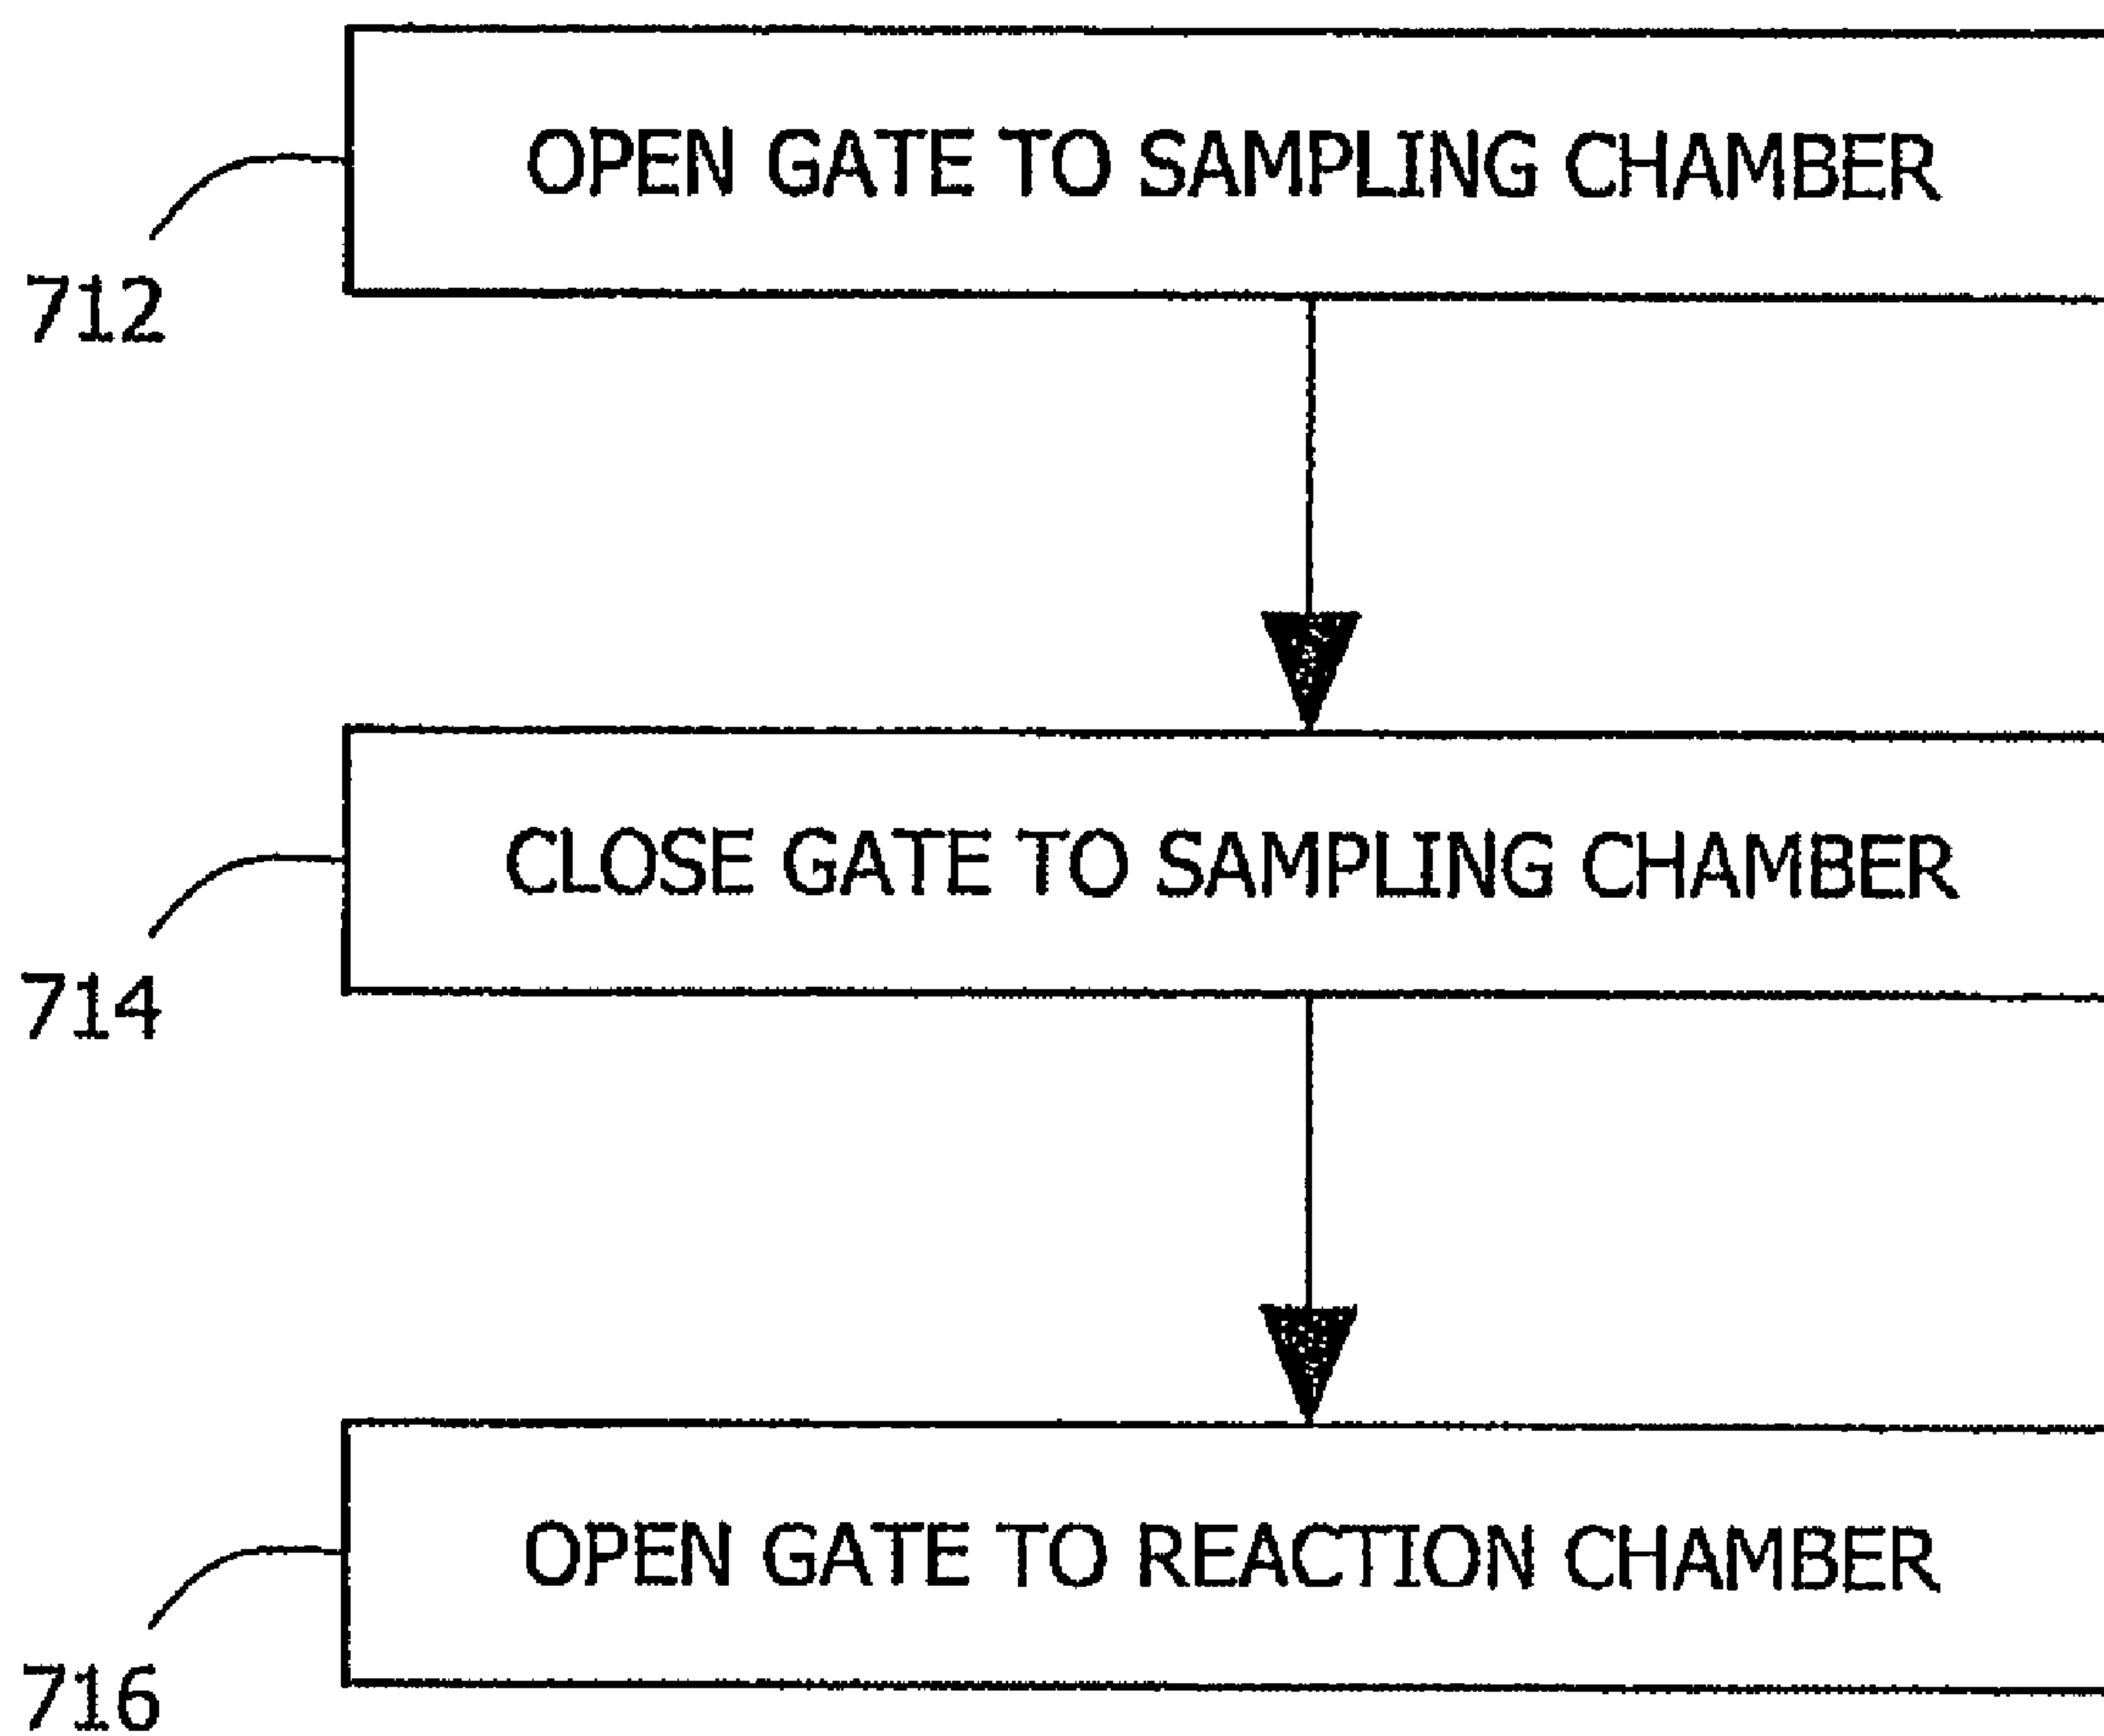 OPEN GATE TO SAMPLING CHAMBER
712
CLOSE GATE TO SAMPLING CHAMBER
714
OPEN GATE TO REACTION CHAMBER
716